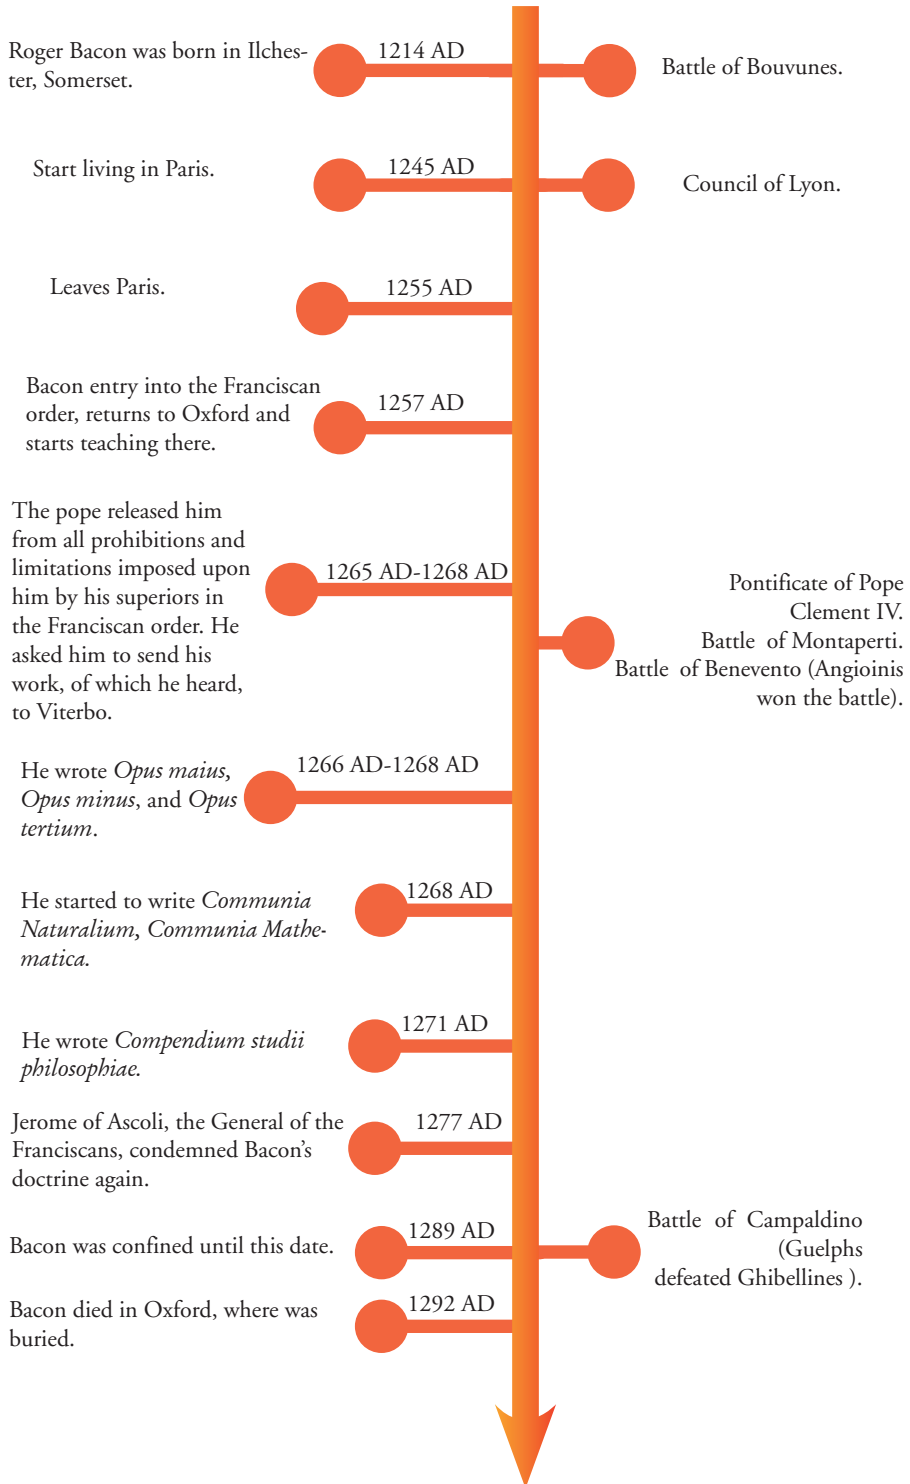 Roger Bacon was born in Ilches-
ter, Somerset.
1214 AD
Battle of Bouvunes.
Start living in Paris.
1245 AD
Council of Lyon.
Leaves Paris.
1255 AD
Bacon entry into the Franciscan
order, returns to Oxford and
starts teaching there.
1257 AD
The pope released him
from all prohibitions and
limitations imposed upon
him by his superiors in
the Franciscan order. He
asked him to send his
work, of which he heard,
to Viterbo.
1265 AD-1268 AD
Pontificate of Pope
Clement IV.
Battle of Montaperti.
Battle of Benevento (Angioinis
won the battle).
He wrote Opus maius,
Opus minus, and Opus
tertium.
1266 AD-1268 AD
He started to write Communia
Naturalium, Communia Mathe-
matica.
1268 AD
He wrote Compendium studii
philosophiae.
1271 AD
Jerome of Ascoli, the General of the
Franciscans, condemned Bacon’s
doctrine again.
1277 AD
Bacon was confined until this date.
1289 AD
Battle of Campaldino
(Guelphs
defeated Ghibellines ).
Bacon died in Oxford, where was
buried.
1292 AD